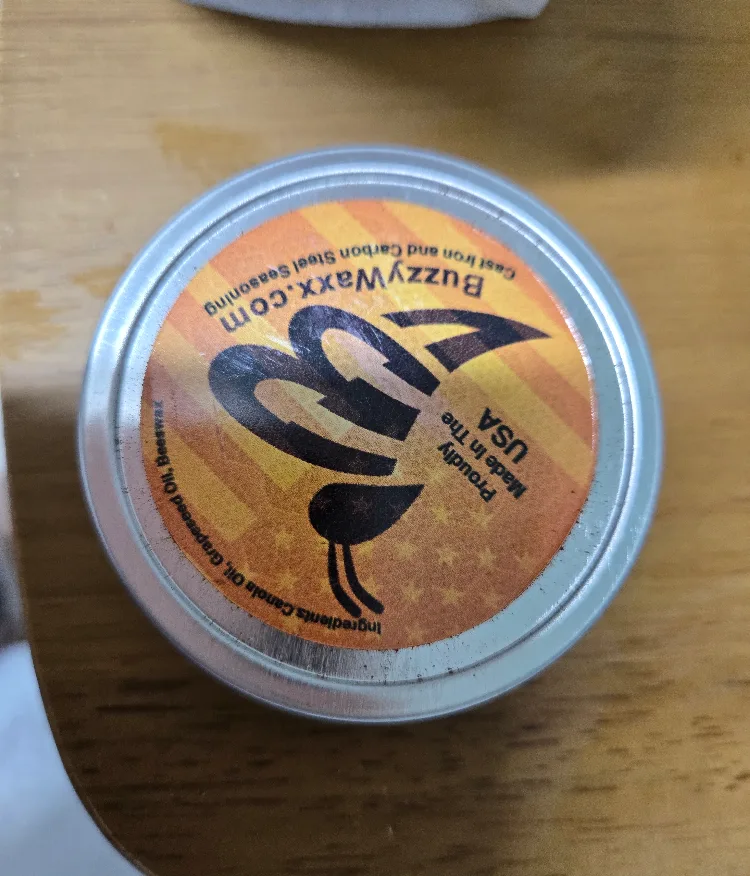 BuzzyWaxx.com
Cast Iron and Carbon Steel Seasoning
Proudly
Made In The
USA
Ingredients Canola Oil, Grapeseed Oil, Beeswax